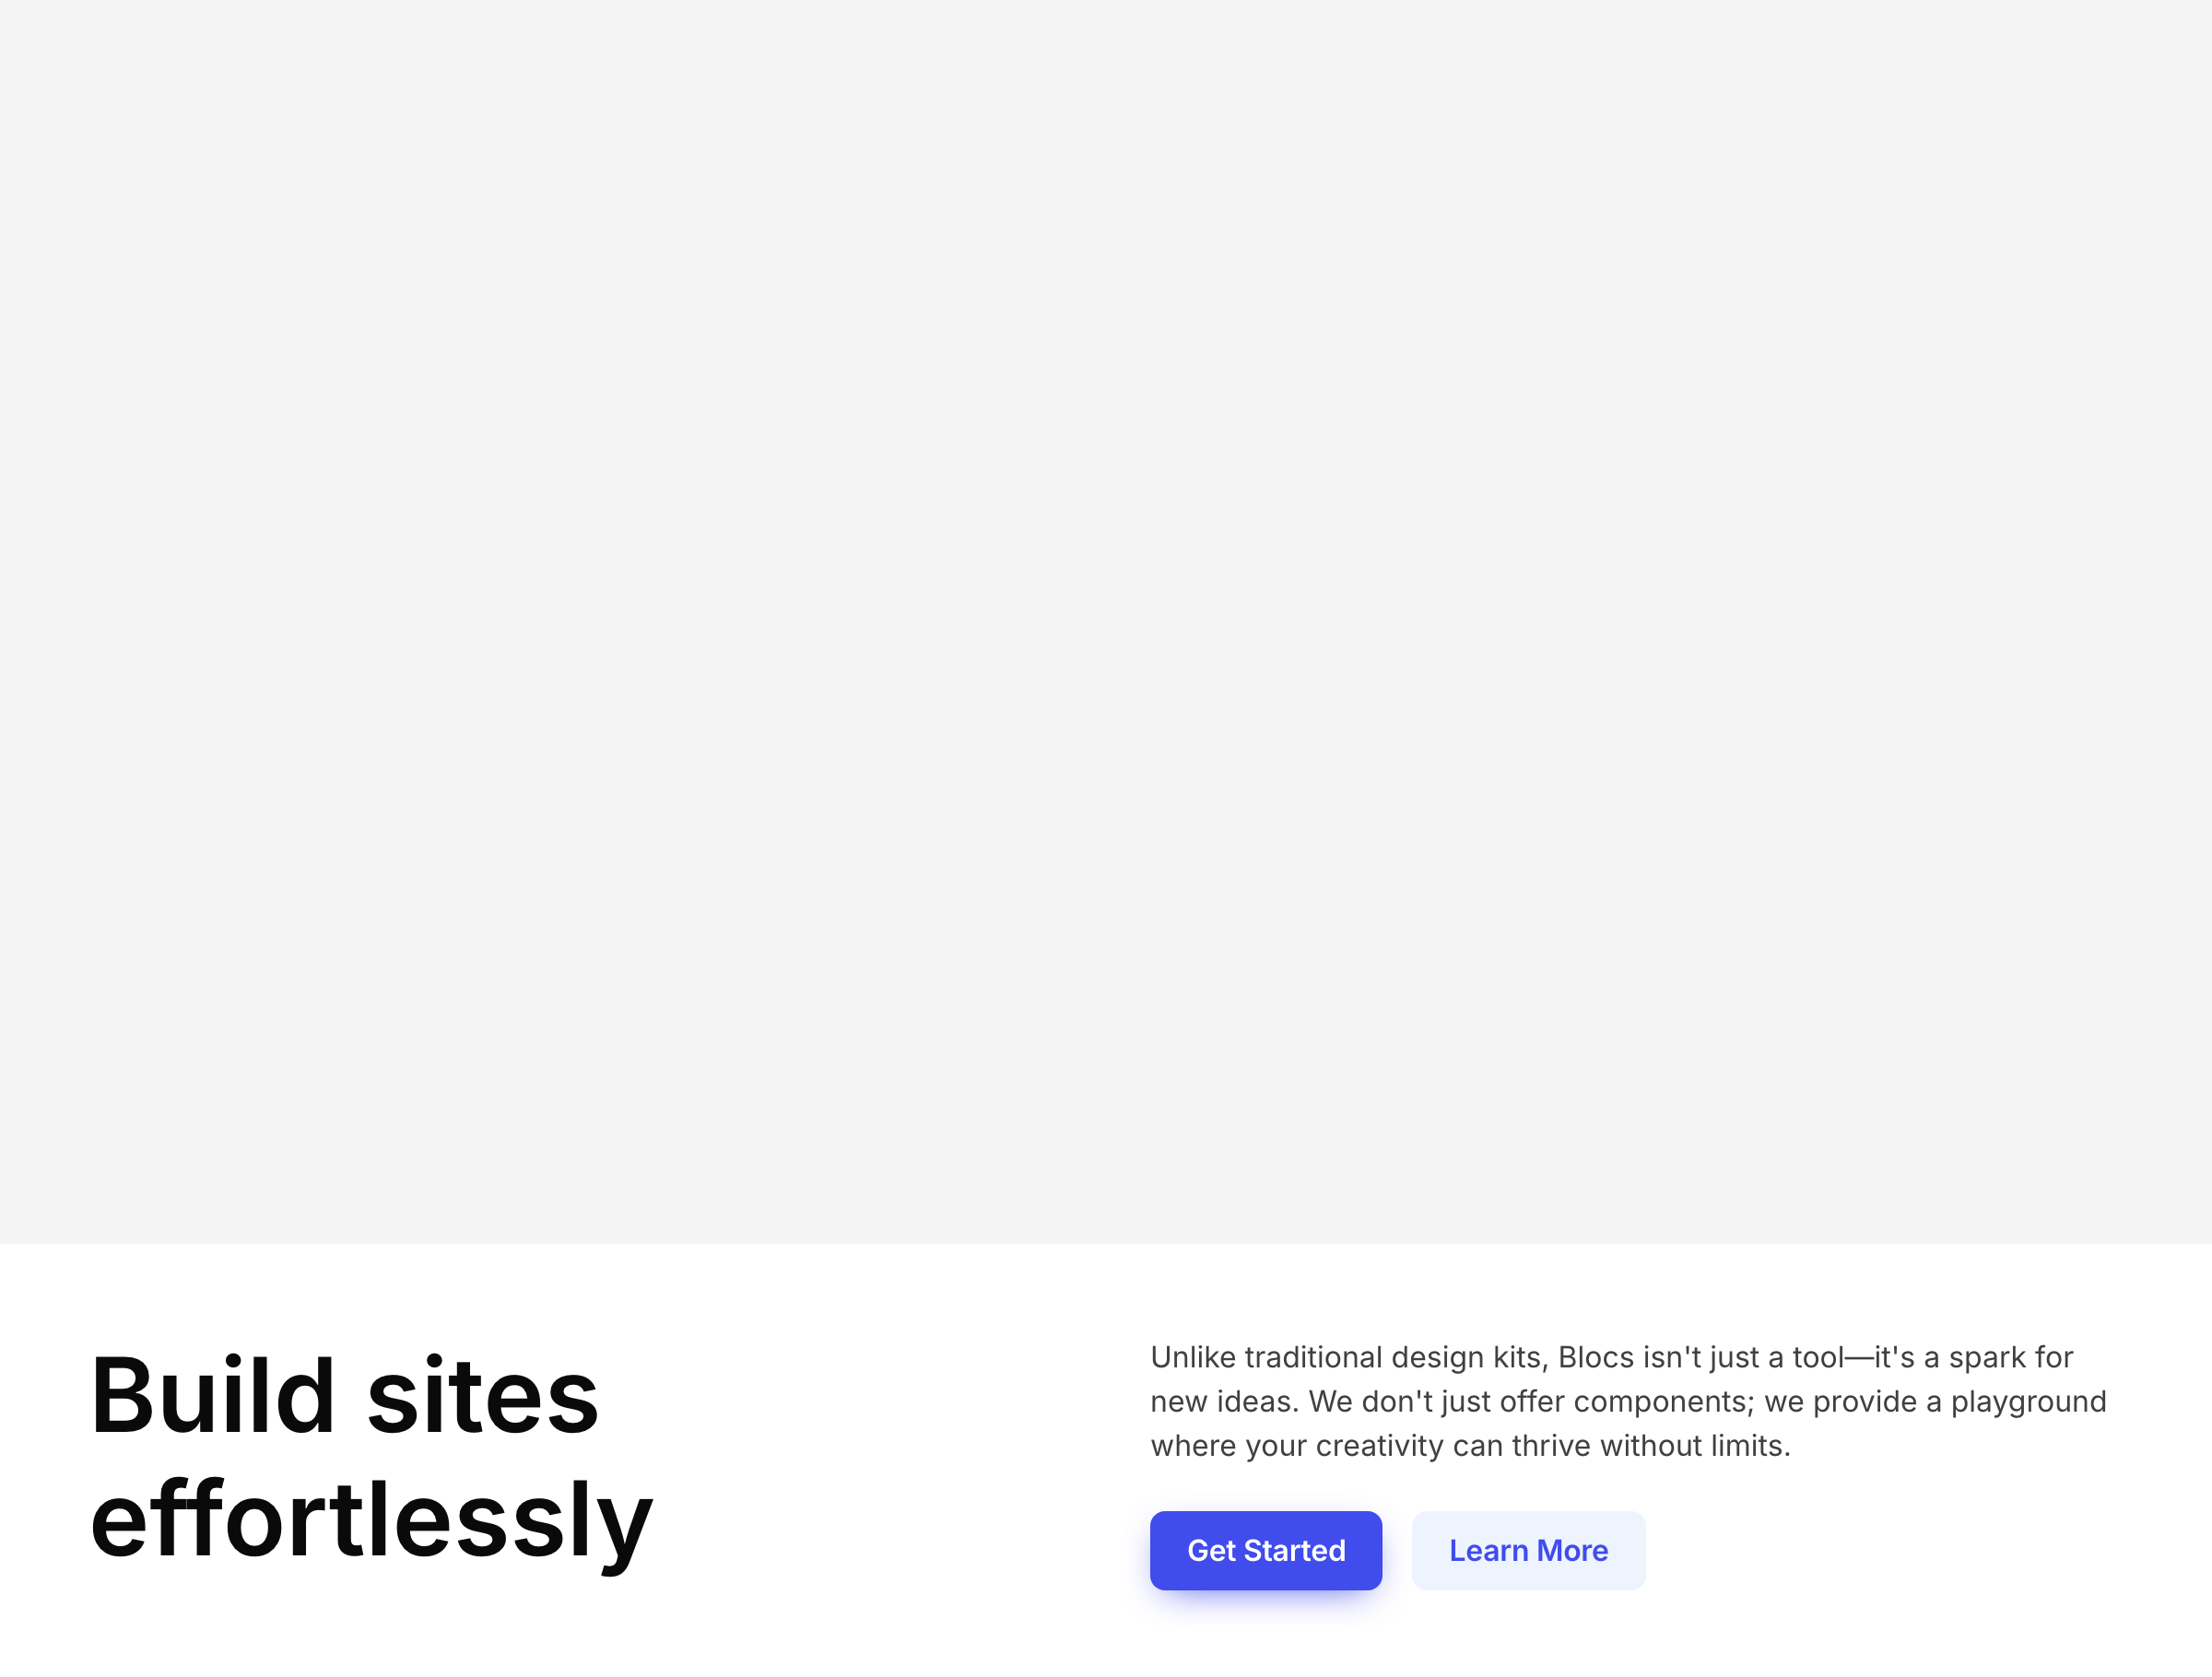 Build sites
effortlessly
Unlike traditional design kits, Blocs isn't just a tool—it's a spark for
new ideas. We don't just offer components; we provide a playground
where your creativity can thrive without limits.
Get Started
Learn More